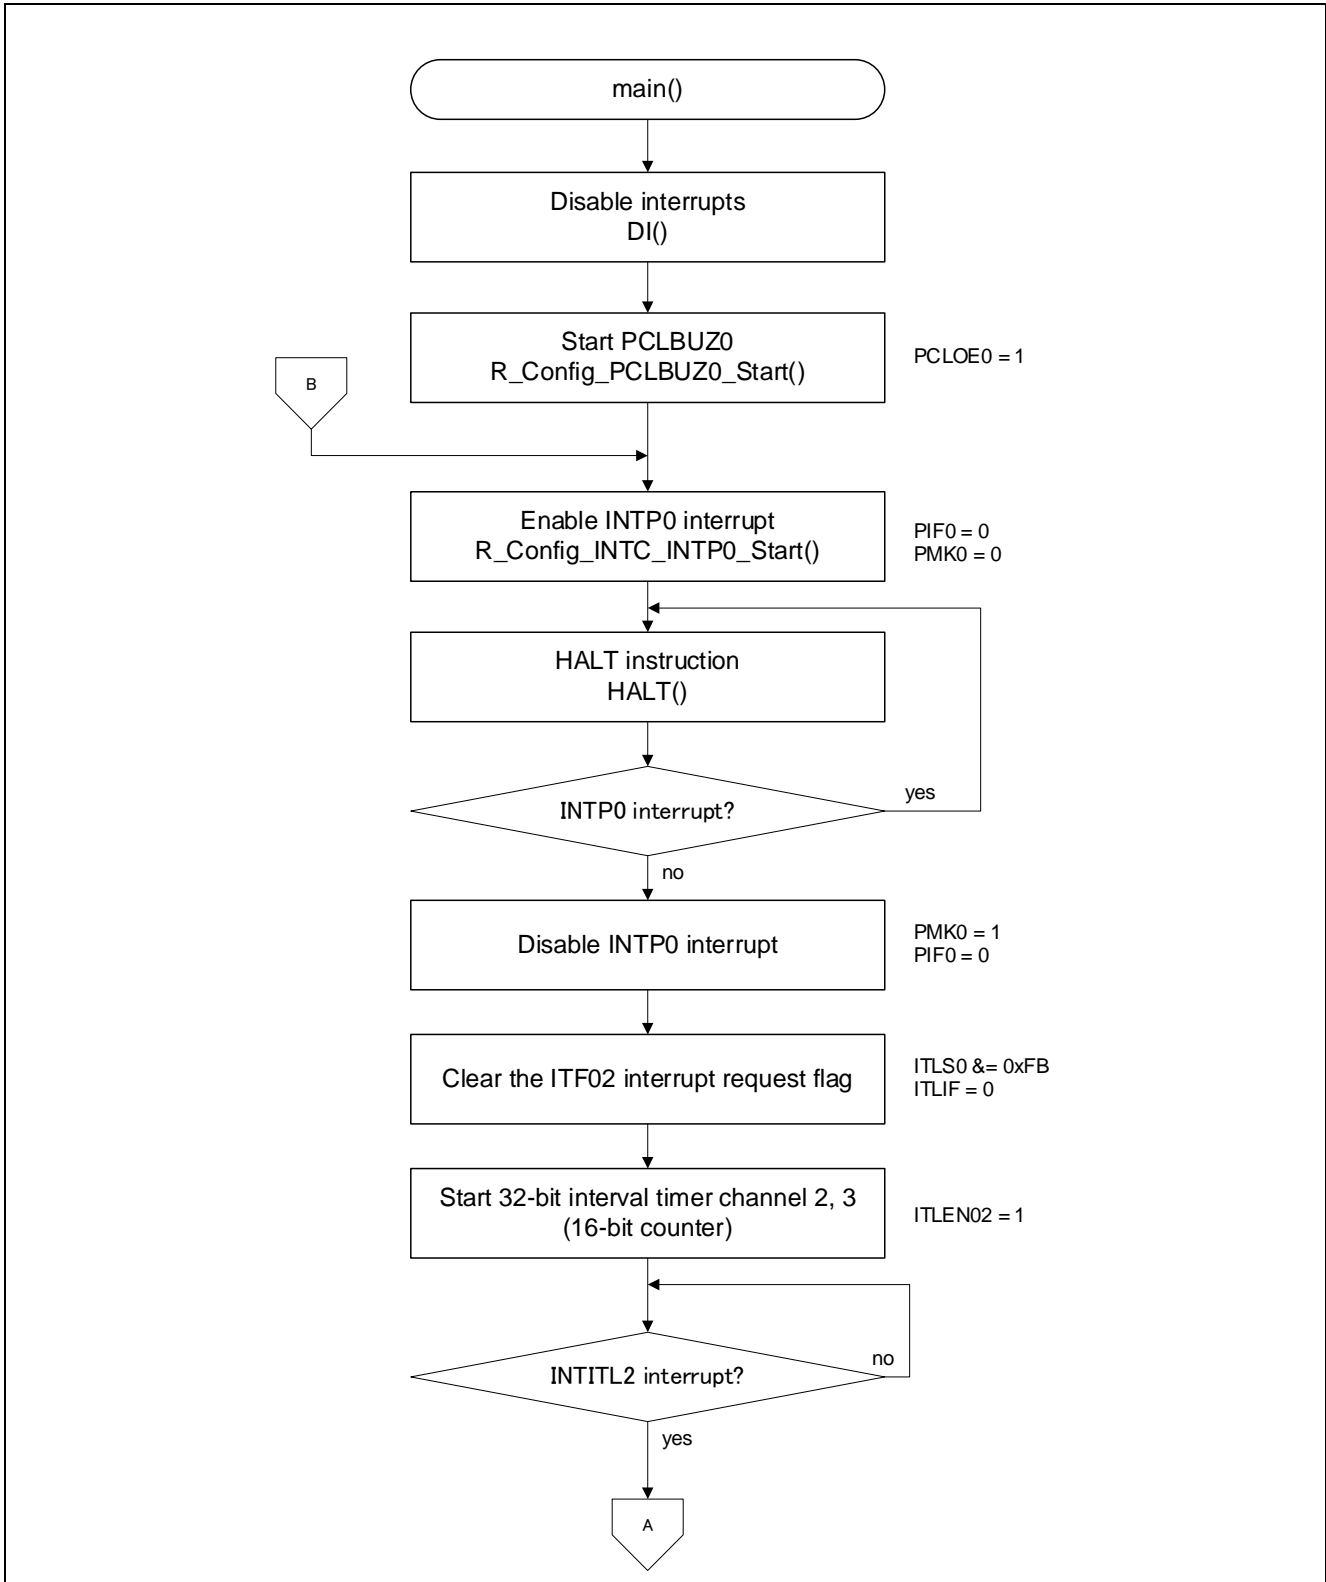 main()
Disable interrupts
DI()
Start PCLBUZ0
R_Config_PCLBUZ0_Start()
PCLOE0 = 1
B
Enable INTP0 interrupt
R_Config_INTC_INTP0_Start()
PIF0 = 0
PMK0 = 0
HALT instruction
HALT()
INTP0 interrupt?
yes
no
Disable INTP0 interrupt
PMK0 = 1
PIF0 = 0
Clear the ITF02 interrupt request flag
ITLS0 &= 0xFB
ITLIF = 0
Start 32-bit interval timer channel 2, 3
(16-bit counter)
ITLEN02 = 1
INTITL2 interrupt?
no
yes
A